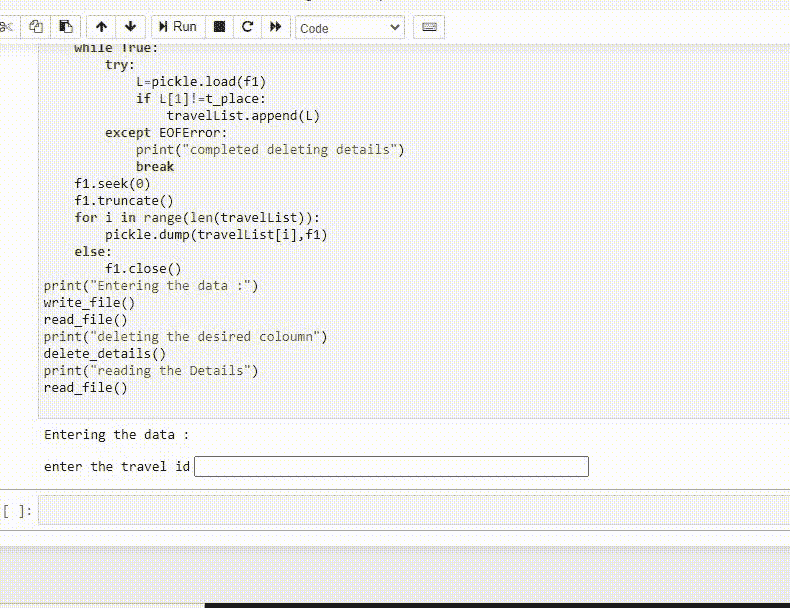 Run
Code
while True:
try:
L=pickle.load(f1)
if L[1]!=t_place:
travelList.append(L)
except EOFError:
print("completed deleting details")
break
f1.seek(0)
f1.truncate()
for i in range(len(travelList)):
pickle.dump(travelList[i],f1)
else:
f1.close()
print("Entering the data :")
write_file()
read_file()
print("deleting the desired coloumn")
delete_details()
print("reading the Details")
read_file()
Entering the data :
enter the travel id
[ ]: